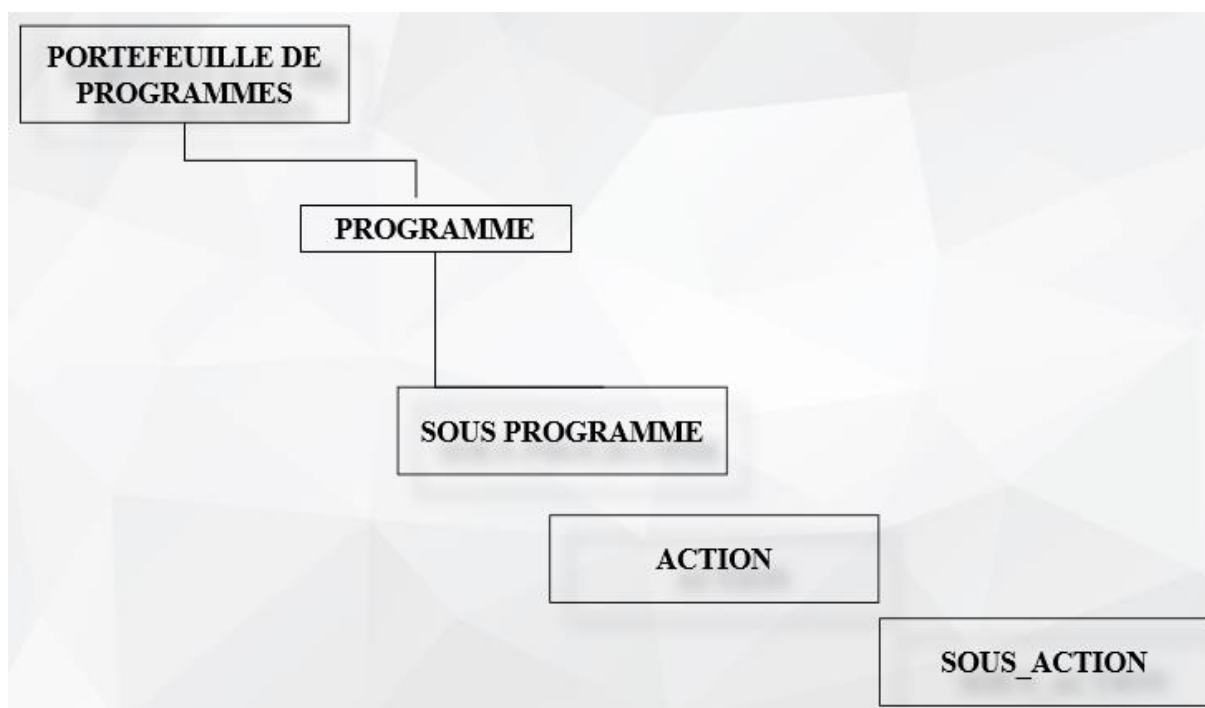 PORTEFEUILLE DE
PROGRAMMES
PROGRAMME
SOUS PROGRAMME
ACTION
SOUS_ACTION